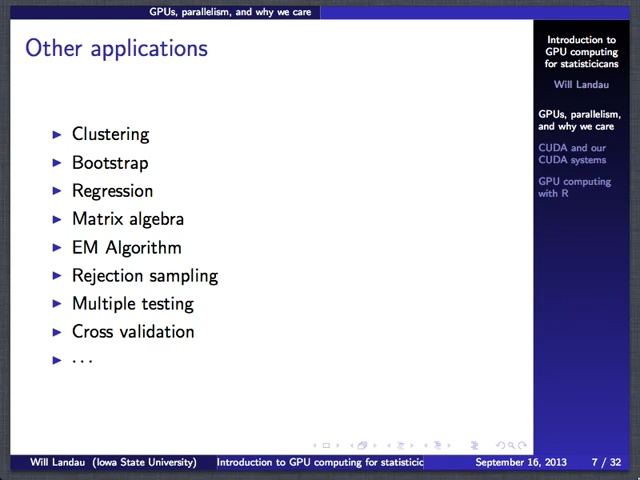 GPUs, parallelism, and why we care
Other applications
Clustering
Bootstrap
Regression
Matrix algebra
EM Algorithm
Rejection sampling
Multiple testing
Cross validation
. . .
Introduction to
GPU computing
for statisticicans
Will Landau
GPUs, parallelism,
and why we care
CUDA and our
CUDA systems
GPU computing
with R
Will Landau (Iowa State University)
Introduction to GPU computing for statisticic
September 16, 2013
7 / 32